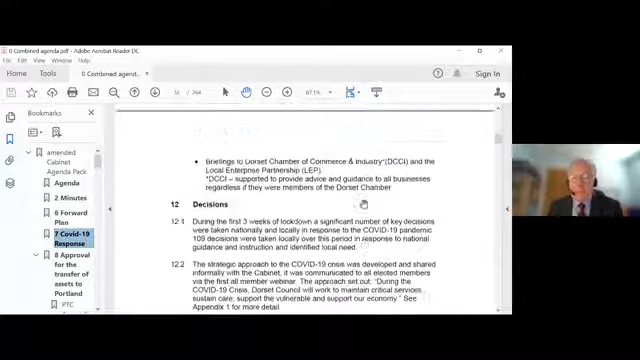 0 Combined agenda.pdf - Adobe Acrobat Reader DC
File Edit View Window Help
Home Tools 0 Combined agend... × Sign In
/ 764 87.1%
Bookmarks
amended
Cabinet
Agenda Pack
Agenda
2 Minutes
6 Forward
Plan
7 Covid-19
Response
8 Approval
for the
transfer of
assets to
Portland
PTC
• Briefings to Dorset Chamber of Commerce & Industry*(DCCI) and the
Local Enterprise Partnership (LEP).
*DCCI – supported to provide advice and guidance to all businesses
regardless if they were members of the Dorset Chamber
12 Decisions
12.1 During the first 3 weeks of lockdown a significant number of key decisions
were taken nationally and locally in response to the COVID-19 pandemic
109 decisions were taken locally over this period in response to national
guidance and instruction and identified local need.
12.2 The strategic approach to the COVID-19 crisis was developed and shared
informally with the Cabinet, it was communicated to all elected members
via the first all member webinar. The approach set out: "During the
COVID-19 Crisis, Dorset Council will work to maintain critical services,
sustain care, support the vulnerable and support our economy." See
Appendix 1 for more detail.